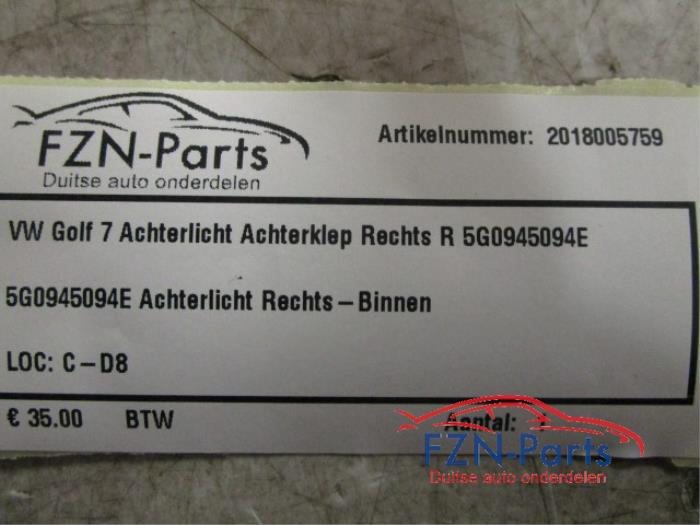 FZN-Parts
Duitse auto onderdelen
Artikelnummer: 2018005759
VW Golf 7 Achterlicht Achterklep Rechts R 5G0945094E
5G0945094E Achterlicht Rechts – Binnen
LOC: C – D8
€ 35.00 BTW Aantal: 1
FZN-Parts
Duitse auto onderdelen